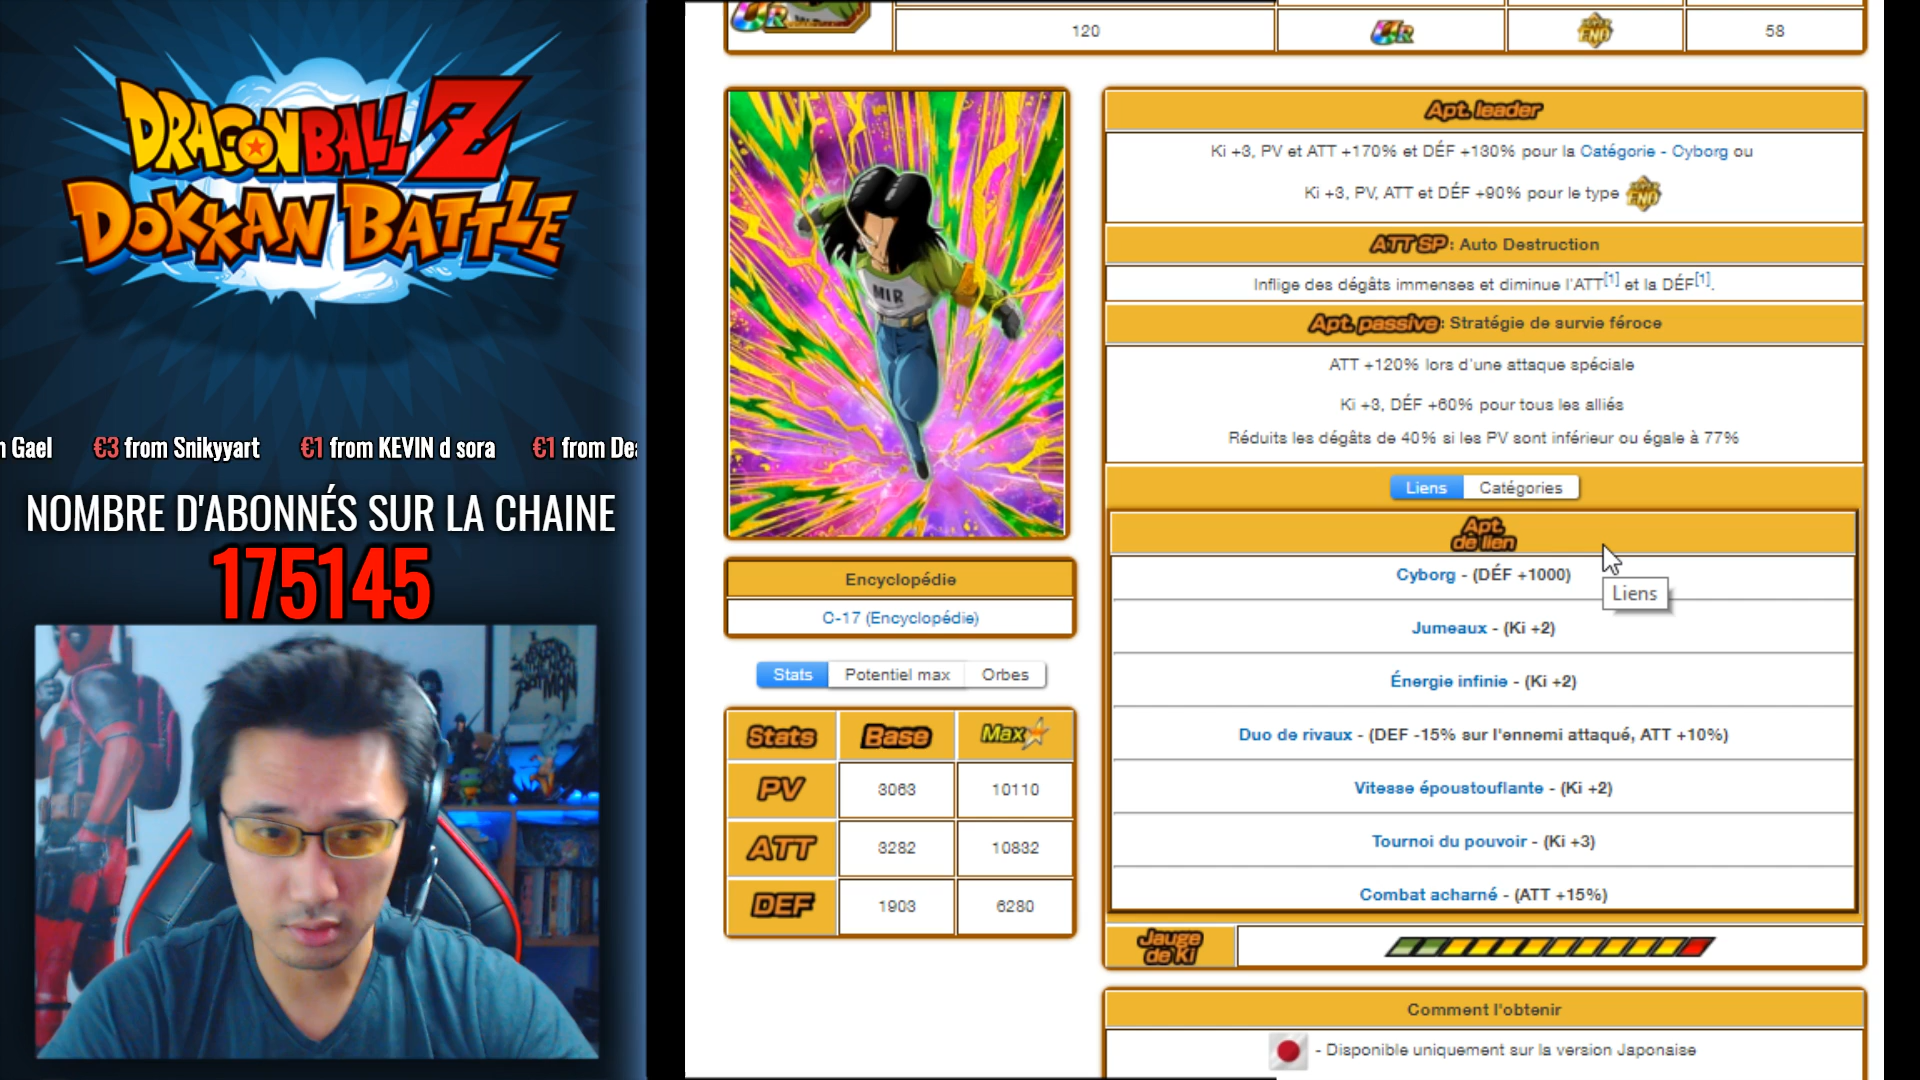 DRAGON BALL Z
DOKKAN BATTLE
n Gael €3 from Snikyyart €1 from KEVIN d sora €1 from Dea
NOMBRE D'ABONNÉS SUR LA CHAINE
175145
UR 120 UR SUPER END 58
Apt. leader
Ki +3, PV et ATT +170% et DÉF +130% pour la Catégorie - Cyborg ou
Ki +3, PV, ATT et DÉF +90% pour le type SUPER END
ATT SP : Auto Destruction
Inflige des dégâts immenses et diminue l'ATT[1] et la DÉF[1].
Apt. passive : Stratégie de survie féroce
ATT +120% lors d'une attaque spéciale
Ki +3, DÉF +60% pour tous les alliés
Réduits les dégâts de 40% si les PV sont inférieur ou égale à 77%
Liens Catégories
Apt.
de lien
Cyborg - (DÉF +1000)
Liens
Jumeaux - (Ki +2)
Énergie infinie - (Ki +2)
Duo de rivaux - (DEF -15% sur l'ennemi attaqué, ATT +10%)
Vitesse époustouflante - (Ki +2)
Tournoi du pouvoir - (Ki +3)
Combat acharné - (ATT +15%)
Jauge
de Ki
Comment l'obtenir
- Disponible uniquement sur la version Japonaise
MIR
Encyclopédie
C-17 (Encyclopédie)
Stats Potentiel max Orbes
Stats Base Max
PV 3063 10110
ATT 3282 10832
DEF 1903 6280